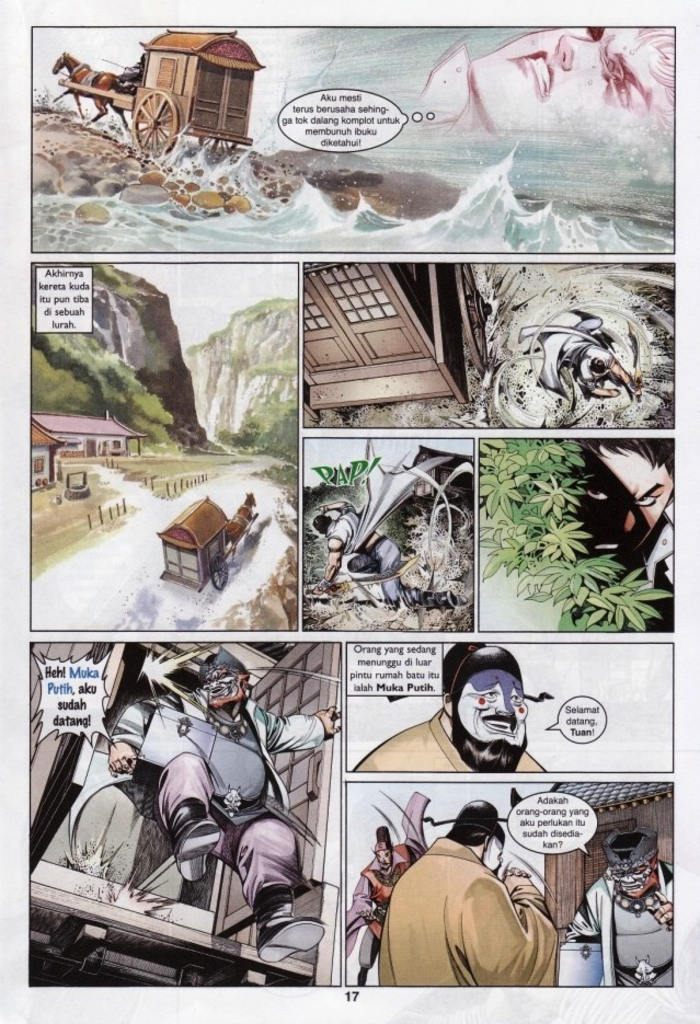 Aku mesti
terus berusaha sehing-
ga tok dalang komplot untuk
membunuh ibuku
diketahui!
Akhirnya
kereta kuda
itu pun tiba
di sebuah
lurah.
PAP!
Heh! Muka
Putih, aku
sudah
datang!
Orang yang sedang
menunggu di luar
pintu rumah batu itu
ialah Muka Putih.
Selamat
datang,
Tuan!
Adakah
orang-orang yang
aku perlukan itu
sudah disedia-
kan?
17